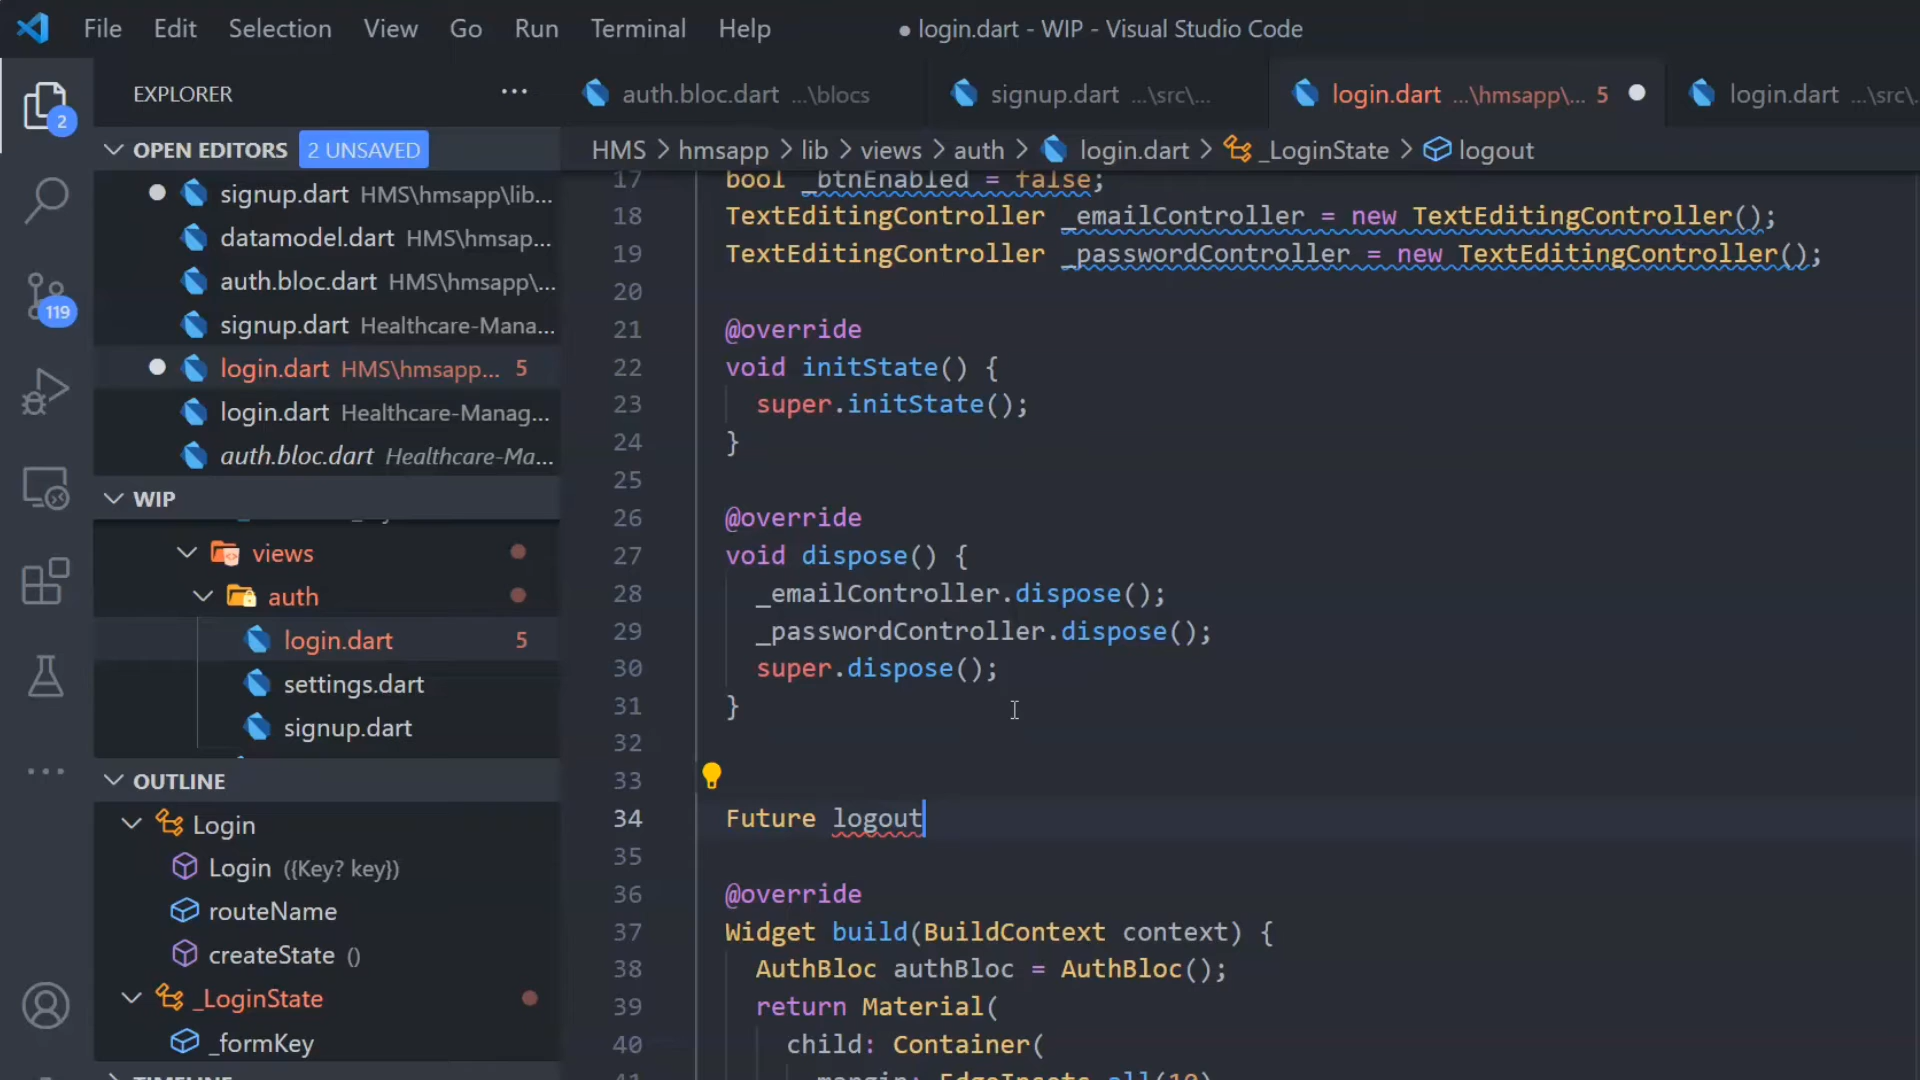 File Edit Selection View Go Run Terminal Help
● login.dart - WIP - Visual Studio Code
EXPLORER ...
auth.bloc.dart ...\blocs
signup.dart ...\src\...
login.dart ...\hmsapp\... 5 ●
login.dart ...\src\.
2
119
OPEN EDITORS 2 UNSAVED
signup.dart HMS\hmsapp\lib...
datamodel.dart HMS\hmsap...
auth.bloc.dart HMS\hmsapp\...
signup.dart Healthcare-Mana...
login.dart HMS\hmsapp... 5
login.dart Healthcare-Manag...
auth.bloc.dart Healthcare-Ma...
WIP
views
auth
login.dart 5
settings.dart
signup.dart
OUTLINE
Login
Login ({Key? key})
routeName
createState ()
_LoginState
_formKey
TIMELINE
HMS > hmsapp > lib > views > auth > login.dart > _LoginState > logout
17 bool _btnEnabled = false;
18 TextEditingController _emailController = new TextEditingController();
19 TextEditingController _passwordController = new TextEditingController();
20
21 @override
22 void initState() {
23 super.initState();
24 }
25
26 @override
27 void dispose() {
28 _emailController.dispose();
29 _passwordController.dispose();
30 super.dispose();
31 }
32
33
34 Future logout
35
36 @override
37 Widget build(BuildContext context) {
38 AuthBloc authBloc = AuthBloc();
39 return Material(
40 child: Container(
41 margin: EdgeInsets.all(10)